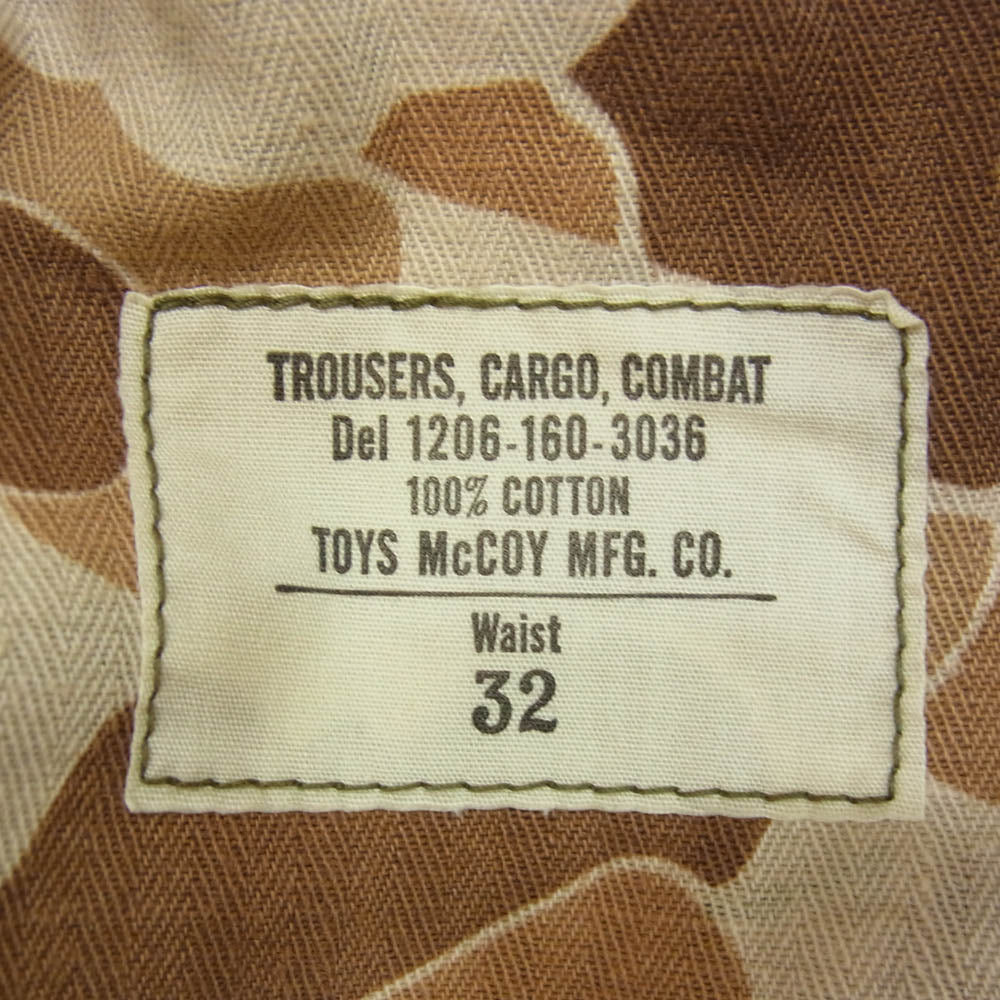 TROUSERS, CARGO, COMBAT
Del 1206-160-3036
100% COTTON
TOYS McCOY MFG. CO.
Waist
32